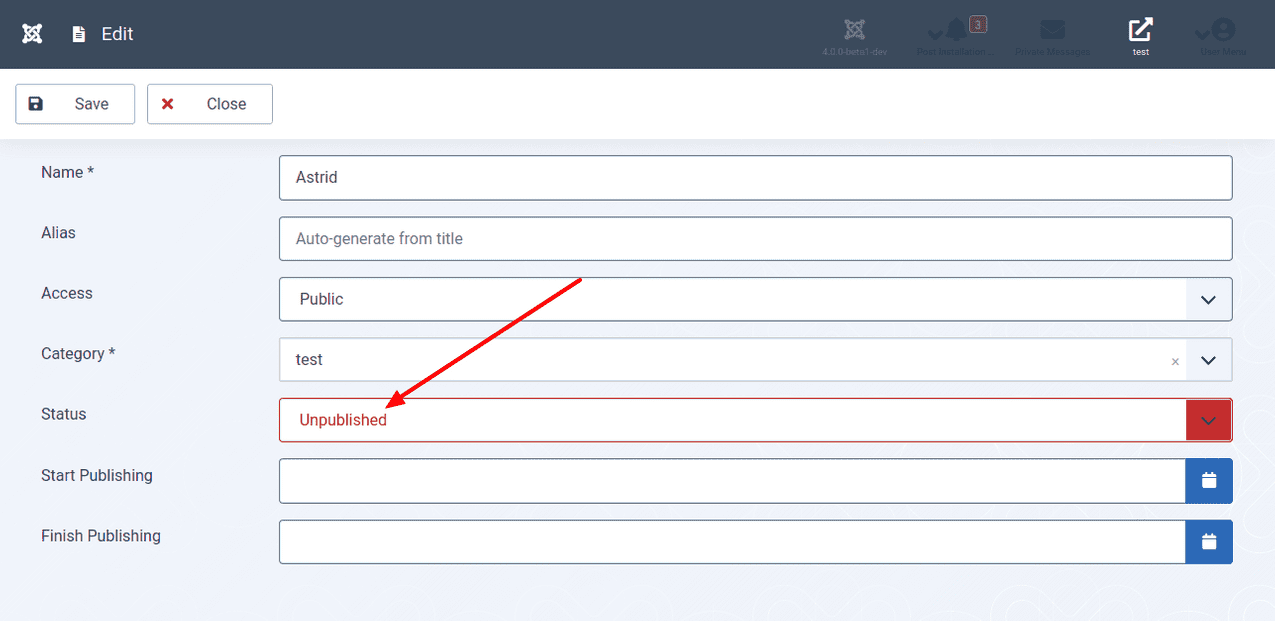 Edit
3
4.0.0-beta1-dev
Post Installation ...
Private Messages
test
User Menu
Save
Close
Name *
Astrid
Alias
Auto-generate from title
Access
Public
Category *
test
×
Status
Unpublished
Start Publishing
Finish Publishing